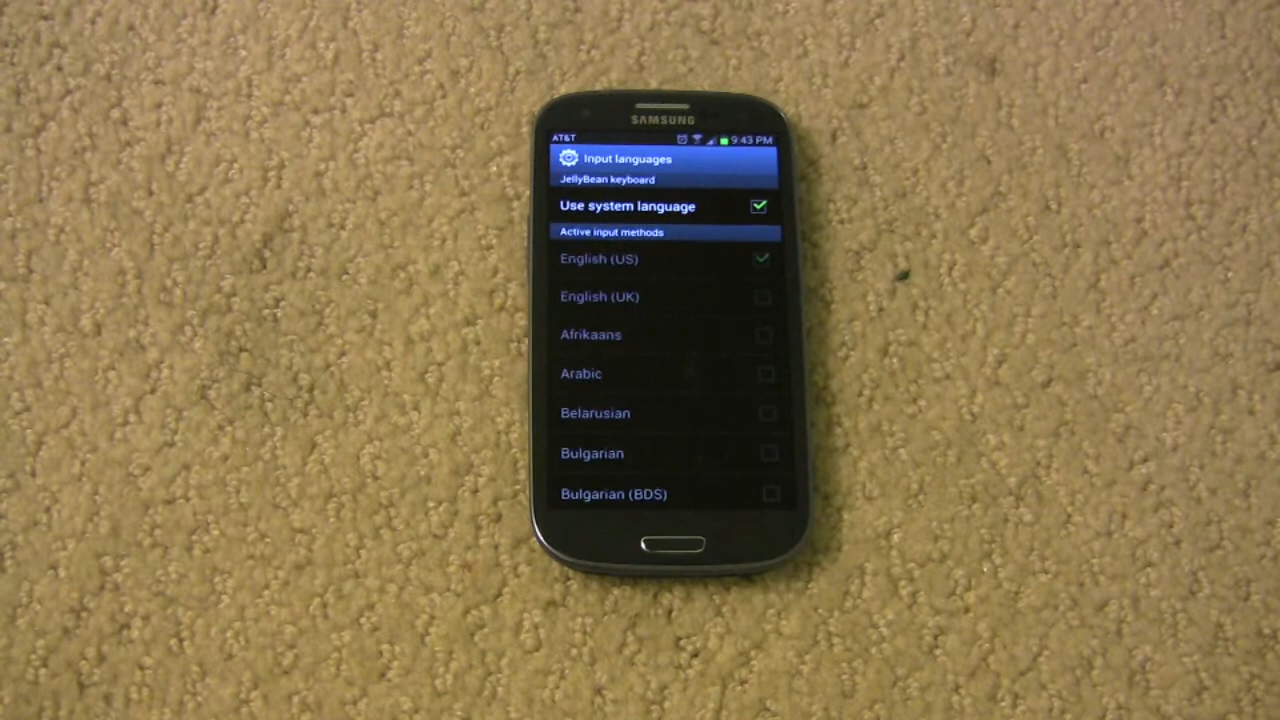 SAMSUNG
AT&T 9:43 PM
Input languages
JellyBean keyboard
Use system language
Active input methods
English (US)
English (UK)
Afrikaans
Arabic
Belarusian
Bulgarian
Bulgarian (BDS)